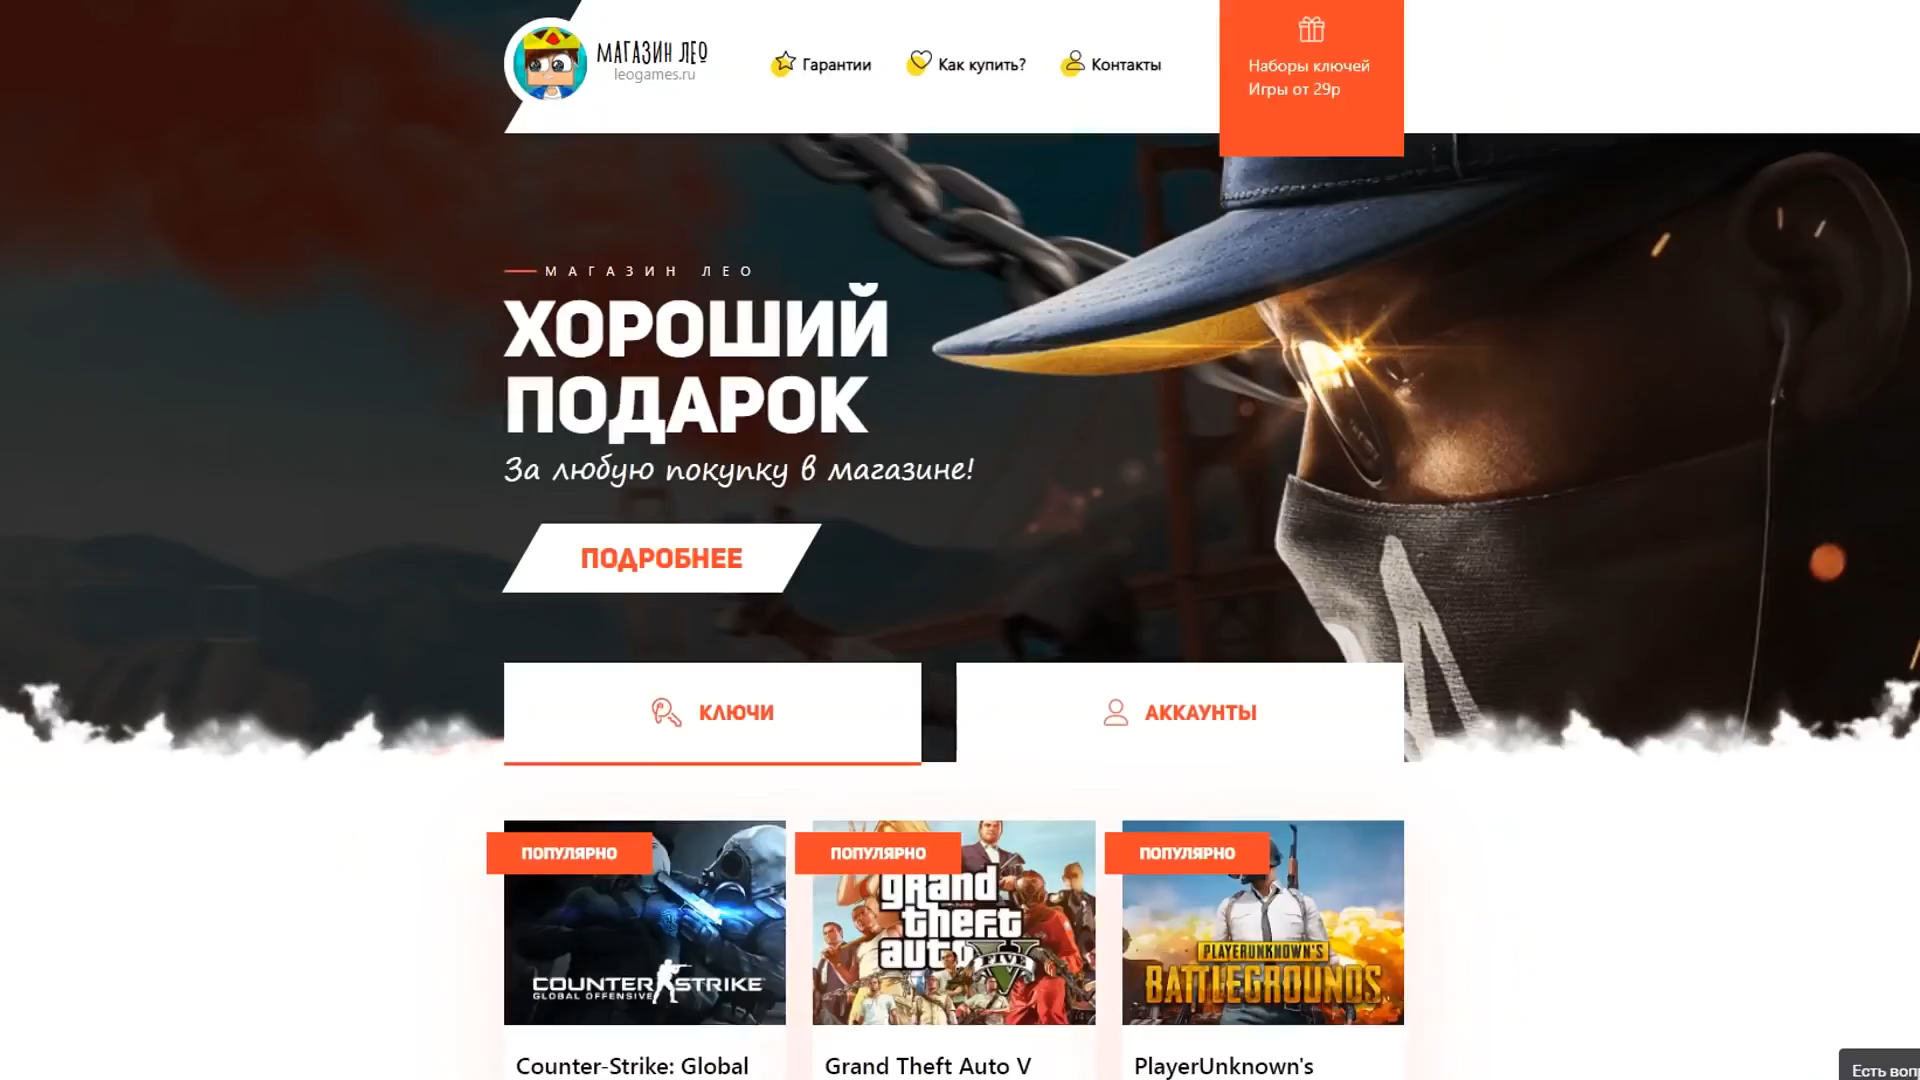 МАГАЗИН ЛЕО
leogames.ru
Гарантии
Как купить?
Контакты
Наборы ключей
Игры от 29р
МАГАЗИН ЛЕО
ХОРОШИЙ
ПОДАРОК
За любую покупку в магазине!
ПОДРОБНЕЕ
КЛЮЧИ
АККАУНТЫ
ПОПУЛЯРНО
ПОПУЛЯРНО
ПОПУЛЯРНО
COUNTER STRIKE
GLOBAL OFFENSIVE
grand
theft
auto
V
FIVE
PLAYERUNKNOWN'S
BATTLEGROUNDS
Counter-Strike: Global
Grand Theft Auto V
PlayerUnknown's
Есть